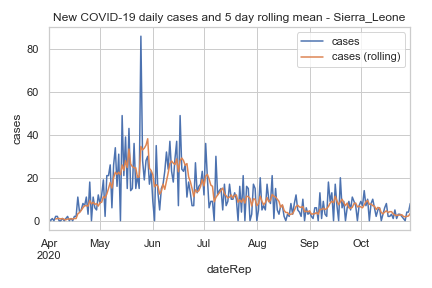 New COVID-19 daily cases and 5 day rolling mean - Sierra_Leone
cases
cases (rolling)
cases
80
60
40
20
0
Apr
2020
May
Jun
Jul
Aug
Sep
Oct
dateRep